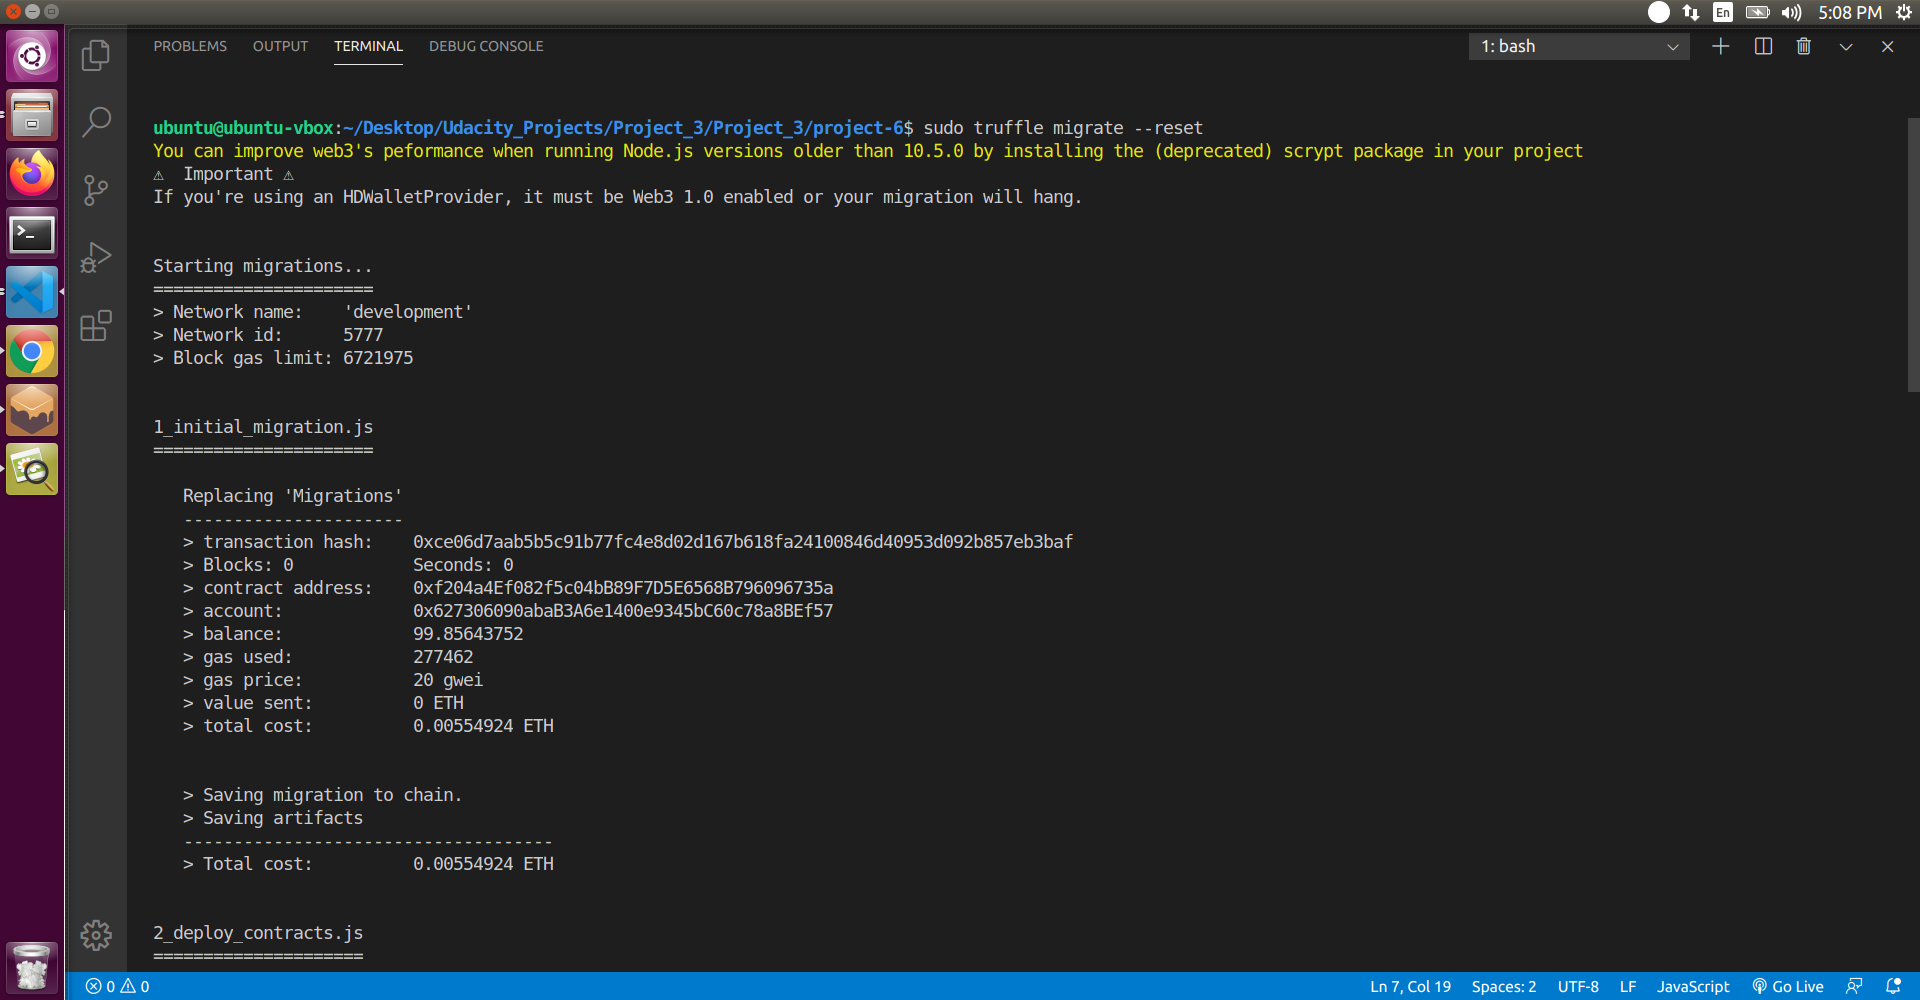 En 5:08 PM
PROBLEMS OUTPUT TERMINAL DEBUG CONSOLE 1: bash
ubuntu@ubuntu-vbox:~/Desktop/Udacity_Projects/Project_3/Project_3/project-6$ sudo truffle migrate --reset
You can improve web3's peformance when running Node.js versions older than 10.5.0 by installing the (deprecated) scrypt package in your project
⚠ Important ⚠
If you're using an HDWalletProvider, it must be Web3 1.0 enabled or your migration will hang.
Starting migrations...
======================
> Network name: 'development'
> Network id: 5777
> Block gas limit: 6721975
1_initial_migration.js
======================
Replacing 'Migrations'
----------------------
> transaction hash: 0xce06d7aab5b5c91b77fc4e8d02d167b618fa24100846d40953d092b857eb3baf
> Blocks: 0 Seconds: 0
> contract address: 0xf204a4Ef082f5c04bB89F7D5E6568B796096735a
> account: 0x627306090abaB3A6e1400e9345bC60c78a8BEf57
> balance: 99.85643752
> gas used: 277462
> gas price: 20 gwei
> value sent: 0 ETH
> total cost: 0.00554924 ETH
> Saving migration to chain.
> Saving artifacts
-------------------------------------
> Total cost: 0.00554924 ETH
2_deploy_contracts.js
=====================
0 0 Ln 7, Col 19 Spaces: 2 UTF-8 LF JavaScript Go Live